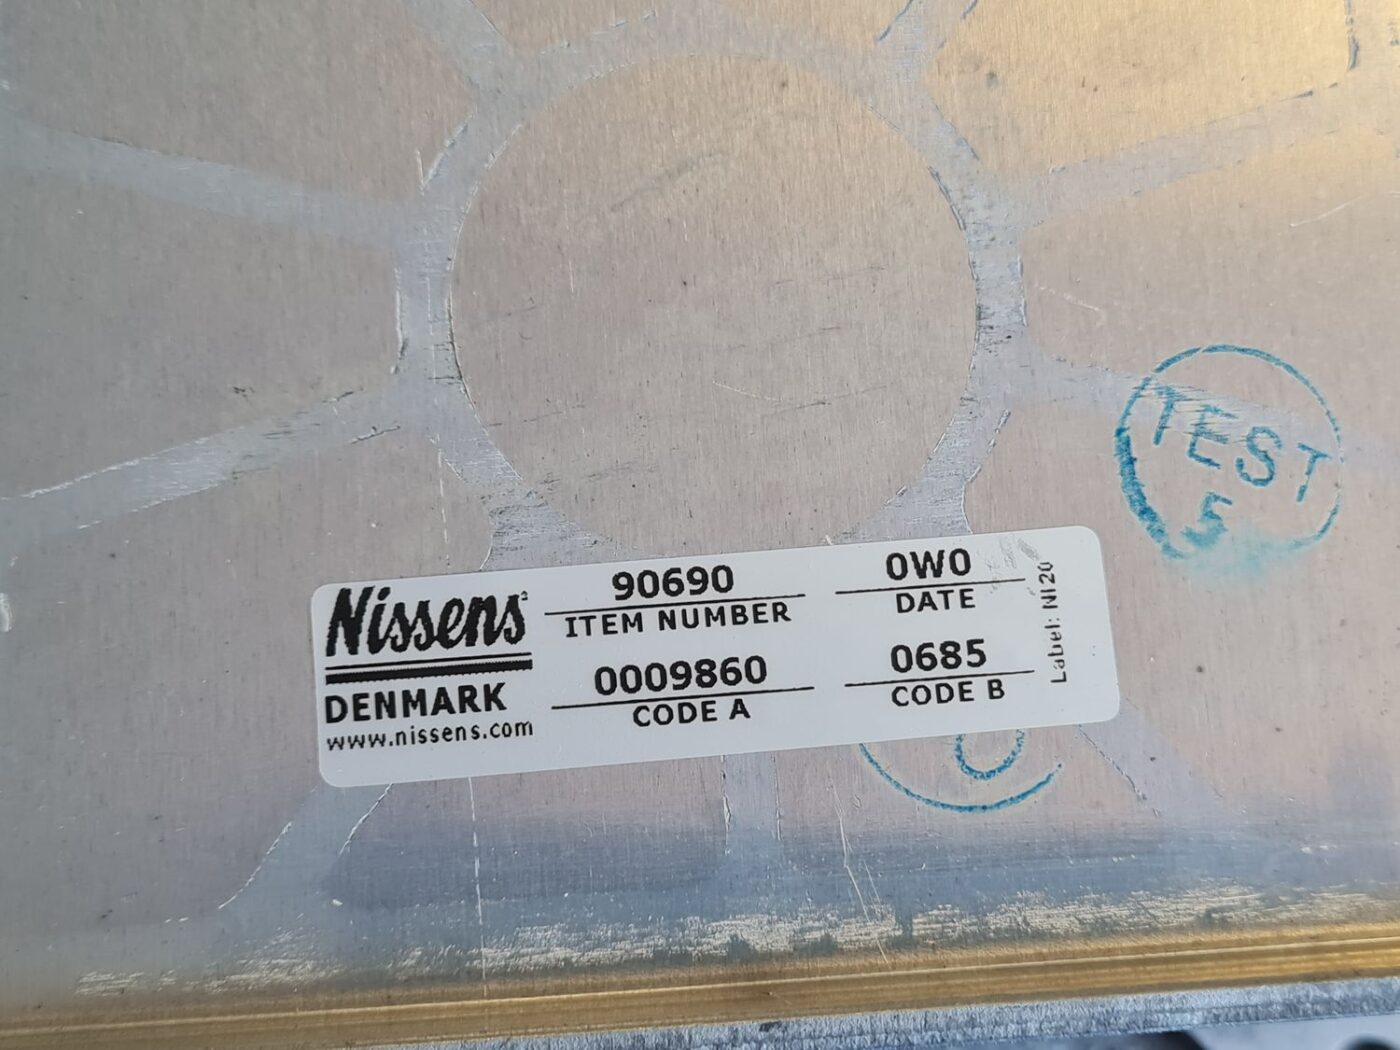 Nissens
DENMARK
www.nissens.com
90690
ITEM NUMBER
0009860
CODE A
0W0
DATE
0685
CODE B
Label: NI20
TEST
5